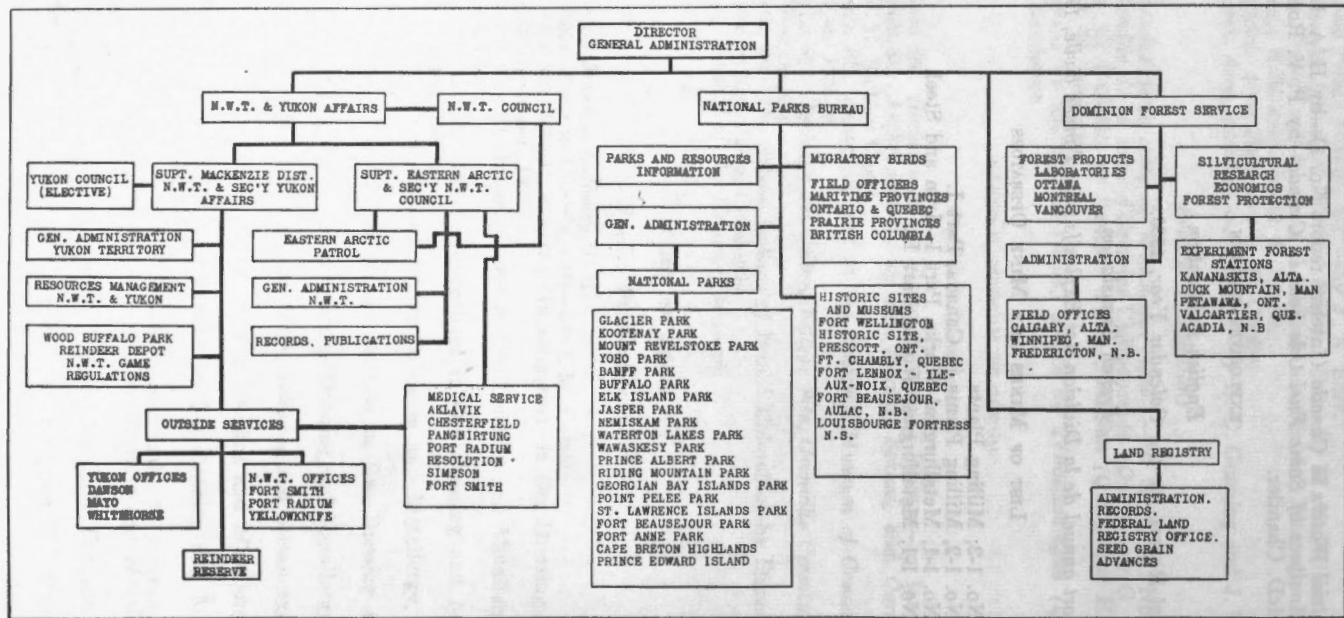 DIRECTOR
GENERAL ADMINISTRATION
N.W.T. & YUKON AFFAIRS
N.W.T. COUNCIL
NATIONAL PARKS BUREAU
DOMINION FOREST SERVICE
YUKON COUNCIL
(ELECTIVE)
SUPT. MACKENZIE DIST.
N.W.T. & SEC'Y YUKON
AFFAIRS
SUPT. EASTERN ARCTIC
& SEC'Y N.W.T.
COUNCIL
GEN. ADMINISTRATION
YUKON TERRITORY
RESOURCES MANAGEMENT
N.W.T. & YUKON
WOOD BUFFALO PARK
REINDEER DEPOT
N.W.T. GAME
REGULATIONS
EASTERN ARCTIC
PATROL
GEN. ADMINISTRATION
N.W.T.
RECORDS. PUBLICATIONS
OUTSIDE SERVICES
MEDICAL SERVICE
AKLAVIK
CHESTERFIELD
PANGNIRTUNG
PORT RADIUM
RESOLUTION
SIMPSON
FORT SMITH
YUKON OFFICES
DAWSON
MAYO
WHITEHORSE
N.W.T. OFFICES
FORT SMITH
PORT RADIUM
YELLOWKNIFE
REINDEER
RESERVE
PARKS AND RESOURCES
INFORMATION
GEN. ADMINISTRATION
NATIONAL PARKS
GLACIER PARK
KOOTENAY PARK
MOUNT REVELSTOKE PARK
YOHO PARK
BANFF PARK
BUFFALO PARK
ELK ISLAND PARK
JASPER PARK
NEMISKAM PARK
WATERTON LAKES PARK
WAWASKESY PARK
PRINCE ALBERT PARK
RIDING MOUNTAIN PARK
GEORGIAN BAY ISLANDS PARK
POINT PELEE PARK
ST. LAWRENCE ISLANDS PARK
FORT BEAUSEJOUR PARK
FORT ANNE PARK
CAPE BRETON HIGHLANDS
PRINCE EDWARD ISLAND
MIGRATORY BIRDS
FIELD OFFICERS
MARITIME PROVINCES
ONTARIO & QUEBEC
PRAIRIE PROVINCES
BRITISH COLUMBIA
HISTORIC SITES
AND MUSEUMS
FORT WELLINGTON
HISTORIC SITE,
PRESCOTT, ONT.
FT. CHAMBLY, QUEBEC
FORT LENNOX - ILE-
AUX-NOIX, QUEBEC
FORT BEAUSEJOUR,
AULAC, N.B.
LOUISBOURGE FORTRESS
N.S.
FOREST PRODUCTS
LABORATORIES
OTTAWA
MONTREAL
VANCOUVER
ADMINISTRATION
FIELD OFFICES
CALGARY, ALTA.
WINNIPEG, MAN.
FREDERICTON, N.B.
SILVICULTURAL
RESEARCH
ECONOMICS
FOREST PROTECTION
EXPERIMENT FOREST
STATIONS
KANANASKIS, ALTA.
DUCK MOUNTAIN, MAN
PETAWAWA, ONT.
VALCARTIER, QUE.
ACADIA, N.B
LAND REGISTRY
ADMINISTRATION.
RECORDS.
FEDERAL LAND
REGISTRY OFFICE.
SEED GRAIN
ADVANCES